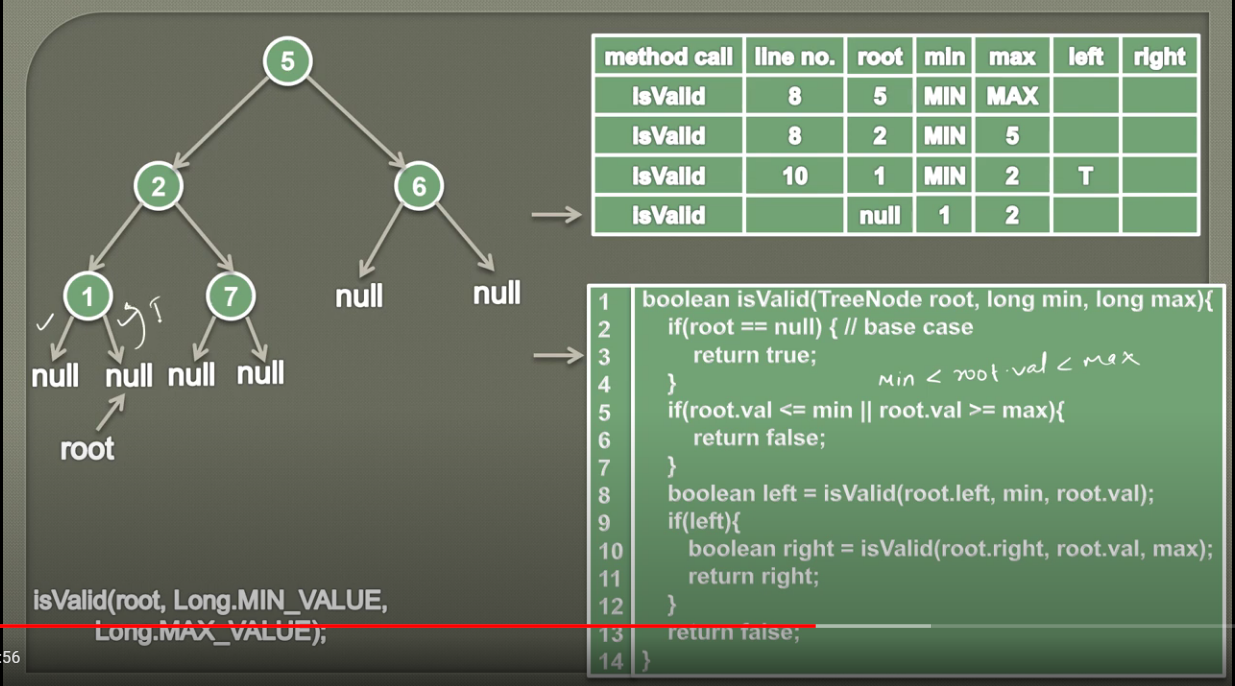 5
2
6
1
7
null
null
null null null null
root
isValid(root, Long.MIN_VALUE,
Long.MAX_VALUE);
method call line no. root min max left right
isValid 8 5 MIN MAX
isValid 8 2 MIN 5
isValid 10 1 MIN 2 T
isValid null 1 2
1 boolean isValid(TreeNode root, long min, long max){
2 if(root == null) { // base case
3 return true;
4 }
min < root.val < max
5 if(root.val <= min || root.val >= max){
6 return false;
7 }
8 boolean left = isValid(root.left, min, root.val);
9 if(left){
10 boolean right = isValid(root.right, root.val, max);
11 return right;
12 }
13 return false;
14 }
:56